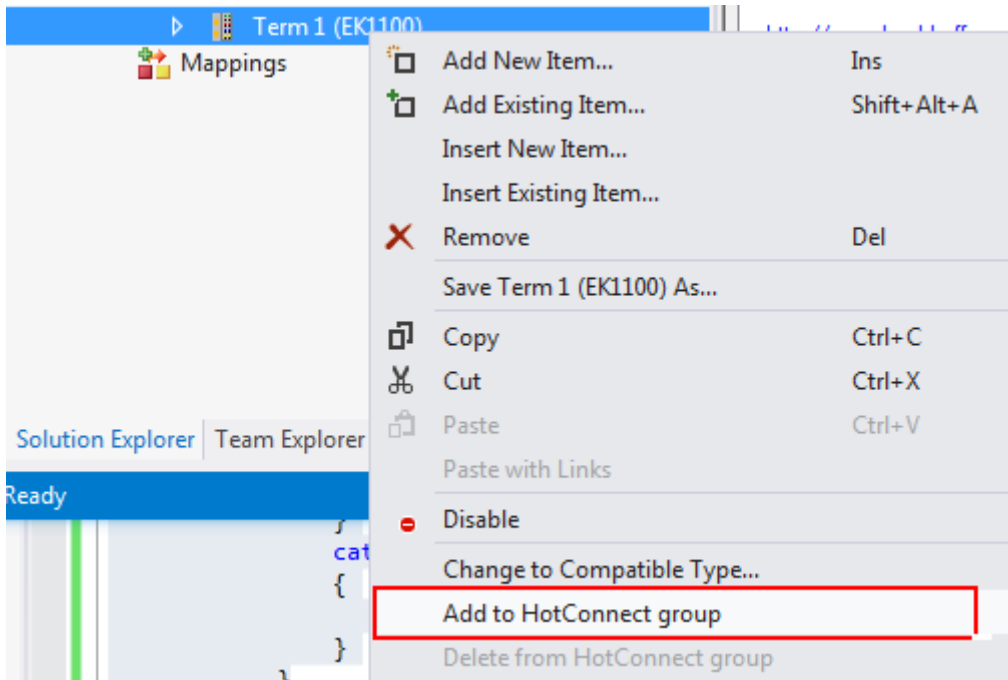 Term 1 (EK1100)
Mappings
Add New Item... Ins
Add Existing Item... Shift+Alt+A
Insert New Item...
Insert Existing Item...
Remove Del
Save Term 1 (EK1100) As...
Copy Ctrl+C
Cut Ctrl+X
Paste Ctrl+V
Paste with Links
Disable
Change to Compatible Type...
Add to HotConnect group
Delete from HotConnect group
Solution Explorer Team Explorer
Ready
}
cat
{
}
}